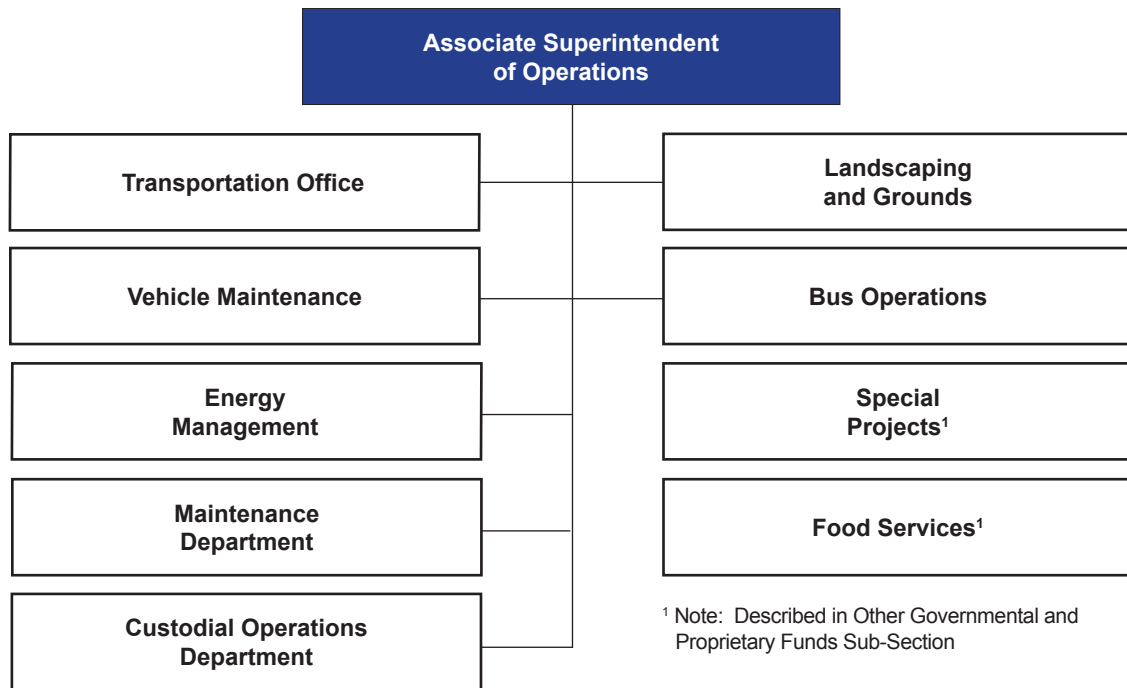 Associate Superintendent
of Operations
Transportation Office
Landscaping
and Grounds
Vehicle Maintenance
Bus Operations
Energy
Management
Special
Projects¹
Maintenance
Department
Food Services¹
Custodial Operations
Department
¹ Note: Described in Other Governmental and
Proprietary Funds Sub-Section